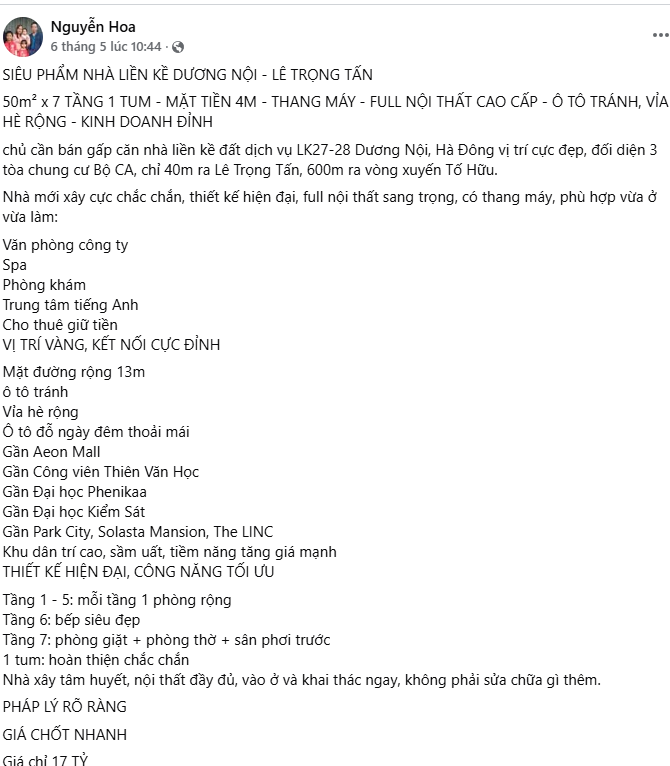 Nguyễn Hoa
6 tháng 5 lúc 10:44 ·
SIÊU PHẨM NHÀ LIỀN KỀ DƯƠNG NỘI - LÊ TRỌNG TẤN
50m² x 7 TẦNG 1 TUM - MẶT TIỀN 4M - THANG MÁY - FULL NỘI THẤT CAO CẤP - Ô TÔ TRÁNH, VỈA
HÈ RỘNG - KINH DOANH ĐỈNH
chủ cần bán gấp căn nhà liền kề đất dịch vụ LK27-28 Dương Nội, Hà Đông vị trí cực đẹp, đối diện 3
tòa chung cư Bộ CA, chỉ 40m ra Lê Trọng Tấn, 600m ra vòng xuyến Tố Hữu.
Nhà mới xây cực chắc chắn, thiết kế hiện đại, full nội thất sang trọng, có thang máy, phù hợp vừa ở
vừa làm:
Văn phòng công ty
Spa
Phòng khám
Trung tâm tiếng Anh
Cho thuê giữ tiền
VỊ TRÍ VÀNG, KẾT NỐI CỰC ĐỈNH
Mặt đường rộng 13m
ô tô tránh
Vỉa hè rộng
Ô tô đỗ ngày đêm thoải mái
Gần Aeon Mall
Gần Công viên Thiên Văn Học
Gần Đại học Phenikaa
Gần Đại học Kiểm Sát
Gần Park City, Solasta Mansion, The LINC
Khu dân trí cao, sầm uất, tiềm năng tăng giá mạnh
THIẾT KẾ HIỆN ĐẠI, CÔNG NĂNG TỐI ƯU
Tầng 1 - 5: mỗi tầng 1 phòng rộng
Tầng 6: bếp siêu đẹp
Tầng 7: phòng giặt + phòng thờ + sân phơi trước
1 tum: hoàn thiện chắc chắn
Nhà xây tâm huyết, nội thất đầy đủ, vào ở và khai thác ngay, không phải sửa chữa gì thêm.
PHÁP LÝ RÕ RÀNG
GIÁ CHỐT NHANH
Giá chỉ 17 TỶ